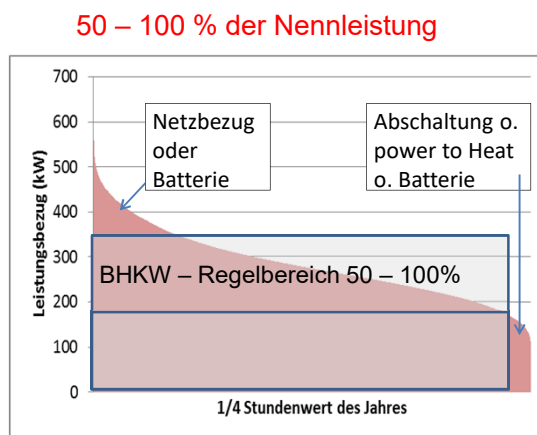 50 – 100 % der Nennleistung
700
600
500
400
300
200
100
0
Leistungsbezug (kW)
Netzbezug
oder
Batterie
Abschaltung o.
power to Heat
o. Batterie
BHKW – Regelbereich 50 – 100%
1/4 Stundenwert des Jahres